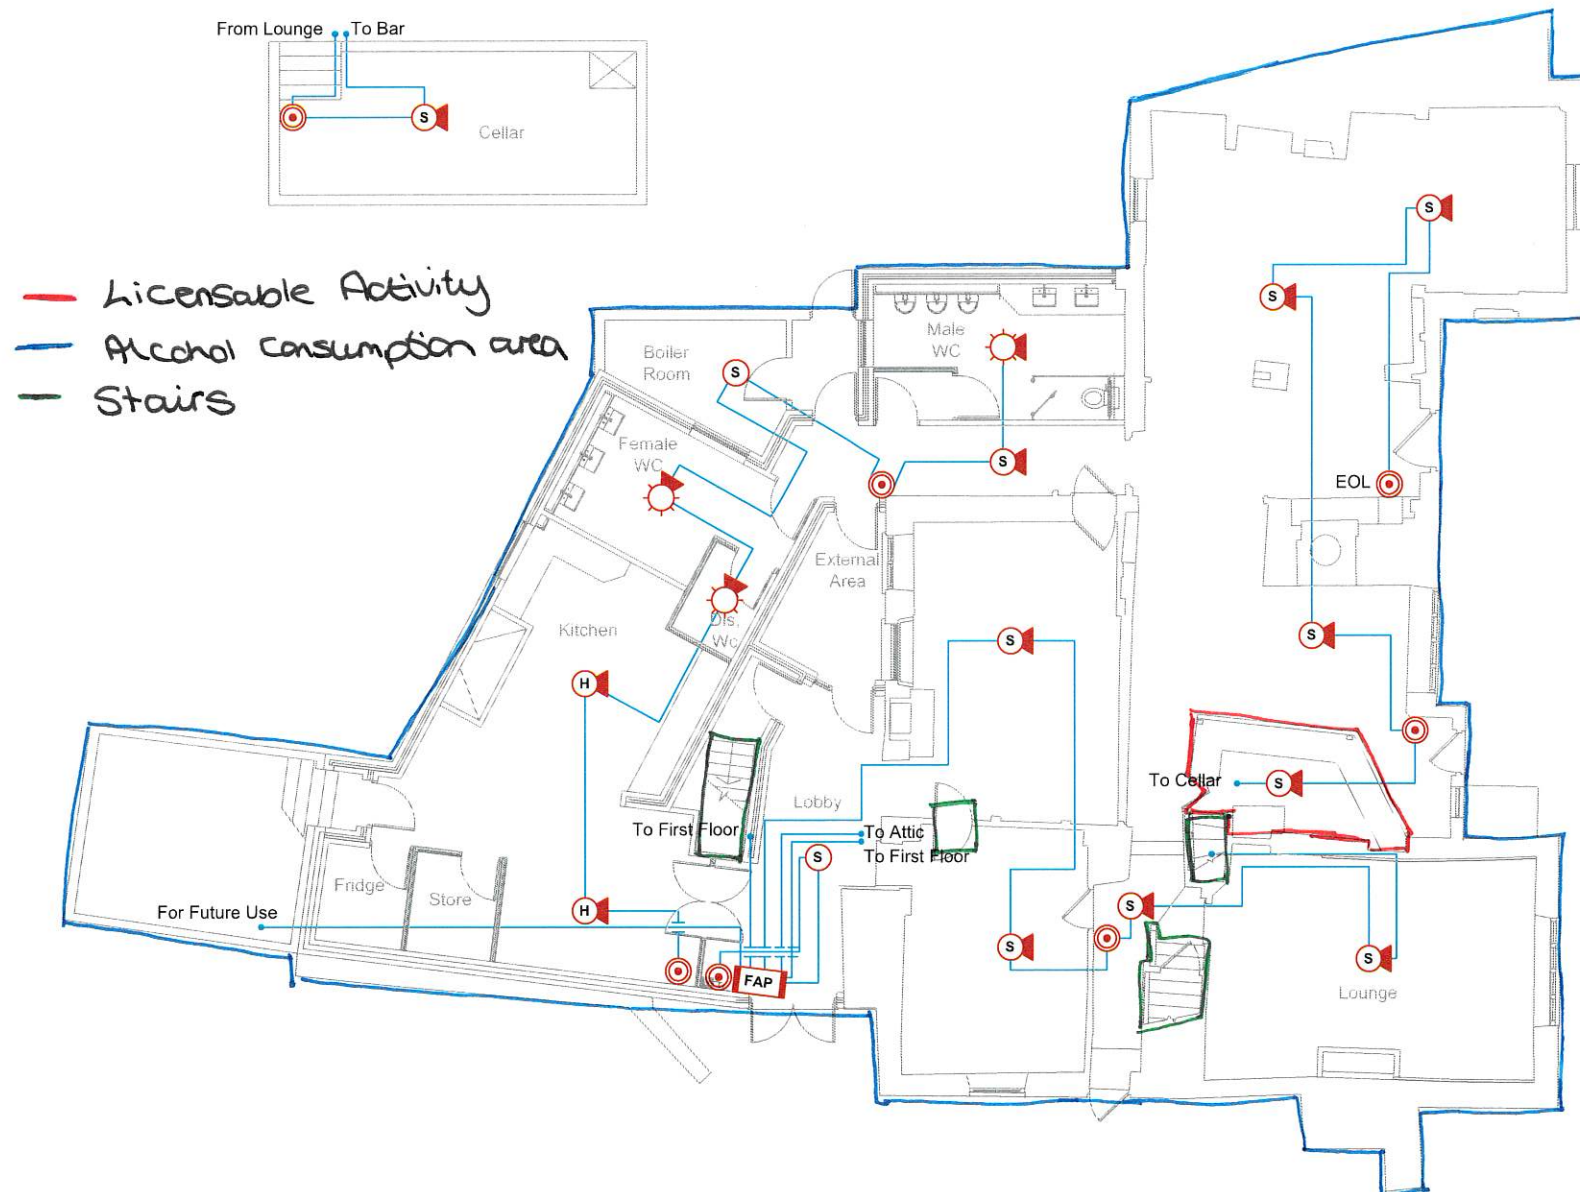 From Lounge To Bar
S
Cellar
Licensable Activity
Alcohol consumption area
Stairs
S
S
Male
WC
Boiler
Room
S
Female
WC
S
EOL
External
Area
Kitchen
Dis.
Wc
S
S
H
To Cellar
S
Lobby
To First Floor
To Attic
To First Floor
S
Fridge
Store
For Future Use
H
S
S
S
FAP
Lounge